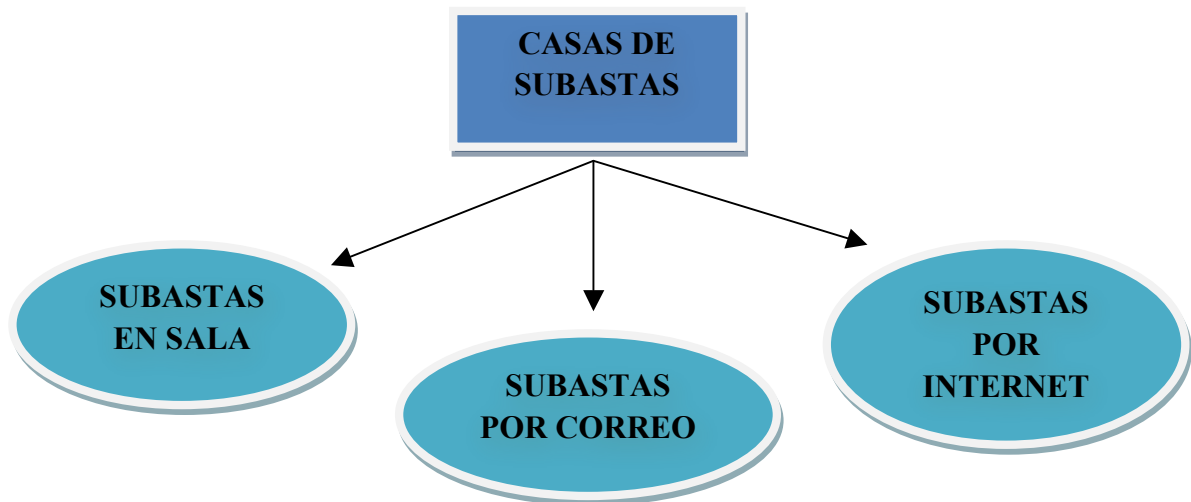 CASAS DE
SUBASTAS
SUBASTAS
EN SALA
SUBASTAS
POR CORREO
SUBASTAS
POR
INTERNET